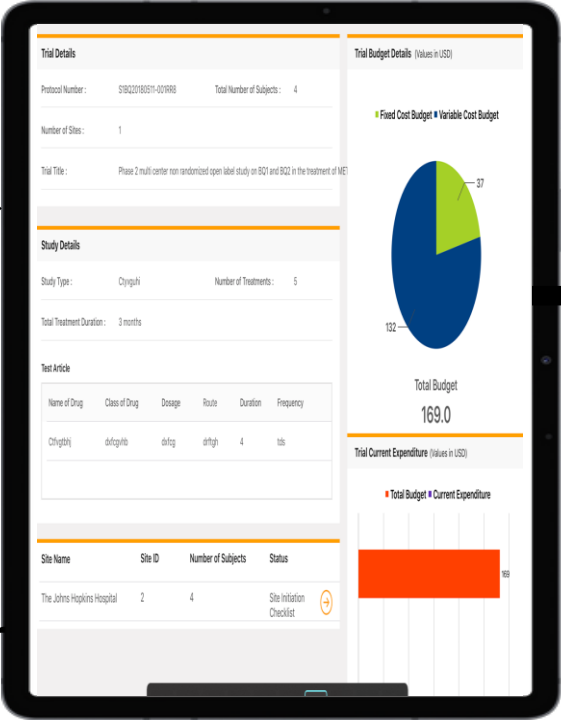 Trial Details
Protocol Number : S1BQ20180511-001RR8 Total Number of Subjects : 4
Number of Sites : 1
Trial Title : Phase 2 multi center non randomized open label study on BQ1 and BQ2 in the treatment of MET
Study Details
Study Type : Ctyvguhi Number of Treatments : 5
Total Treatment Duration : 3 months
Test Article
Name of Drug Class of Drug Dosage Route Duration Frequency
Ctfvgtbhj dxfcgvhb dxfcg drftgh 4 tds
Site Name Site ID Number of Subjects Status
The Johns Hopkins Hospital 2 4 Site Initiation
Checklist
Trial Budget Details (Values in USD)
Fixed Cost Budget Variable Cost Budget
37
132
Total Budget
169.0
Trial Current Expenditure (Values in USD)
Total Budget Current Expenditure
169